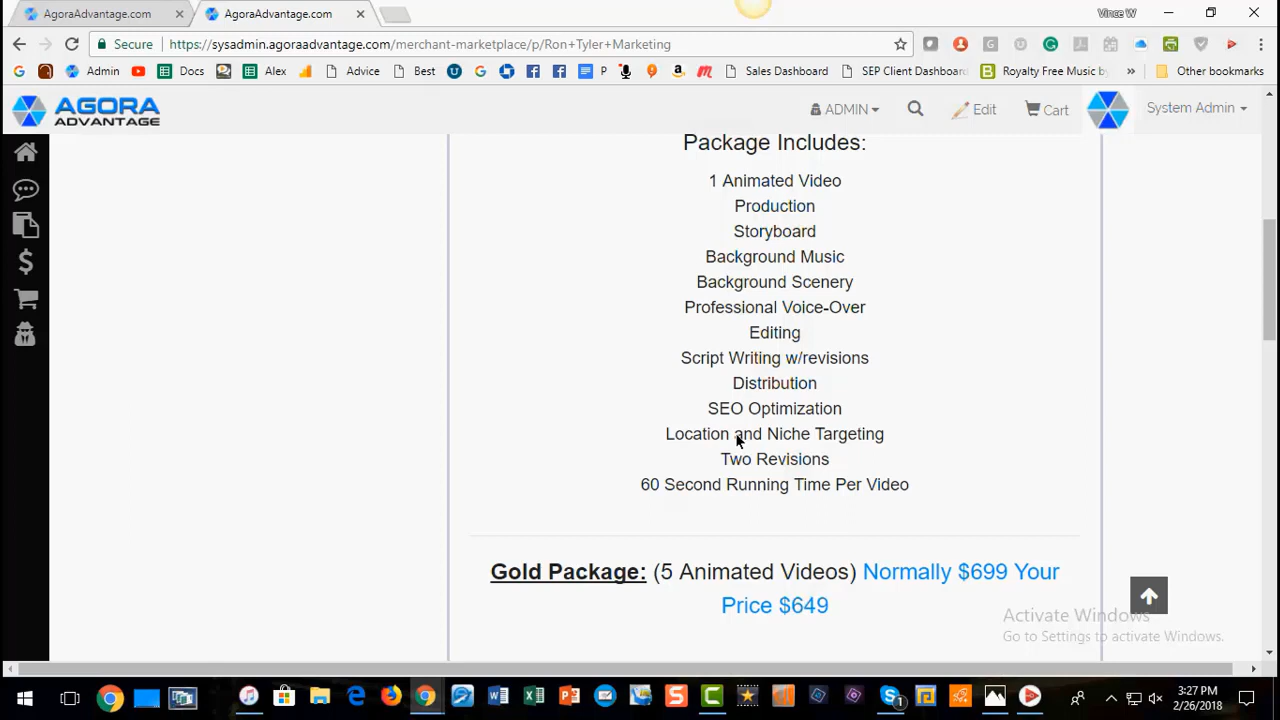 AgoraAdvantage.com
AgoraAdvantage.com
Vince W
Secure
https://sysadmin.agoraadvantage.com/merchant-marketplace/p/Ron+Tyler+Marketing
Admin
Docs
Alex
Advice
Best
P
Sales Dashboard
SEP Client Dashboard
Royalty Free Music by
Other bookmarks
AGORA
ADVANTAGE
ADMIN
Edit
Cart
System Admin
Package Includes:
1 Animated Video
Production
Storyboard
Background Music
Background Scenery
Professional Voice-Over
Editing
Script Writing w/revisions
Distribution
SEO Optimization
Location and Niche Targeting
Two Revisions
60 Second Running Time Per Video
Gold Package: (5 Animated Videos) Normally $699 Your
Price $649
Activate Windows
Go to Settings to activate Windows.
3:27 PM
2/26/2018